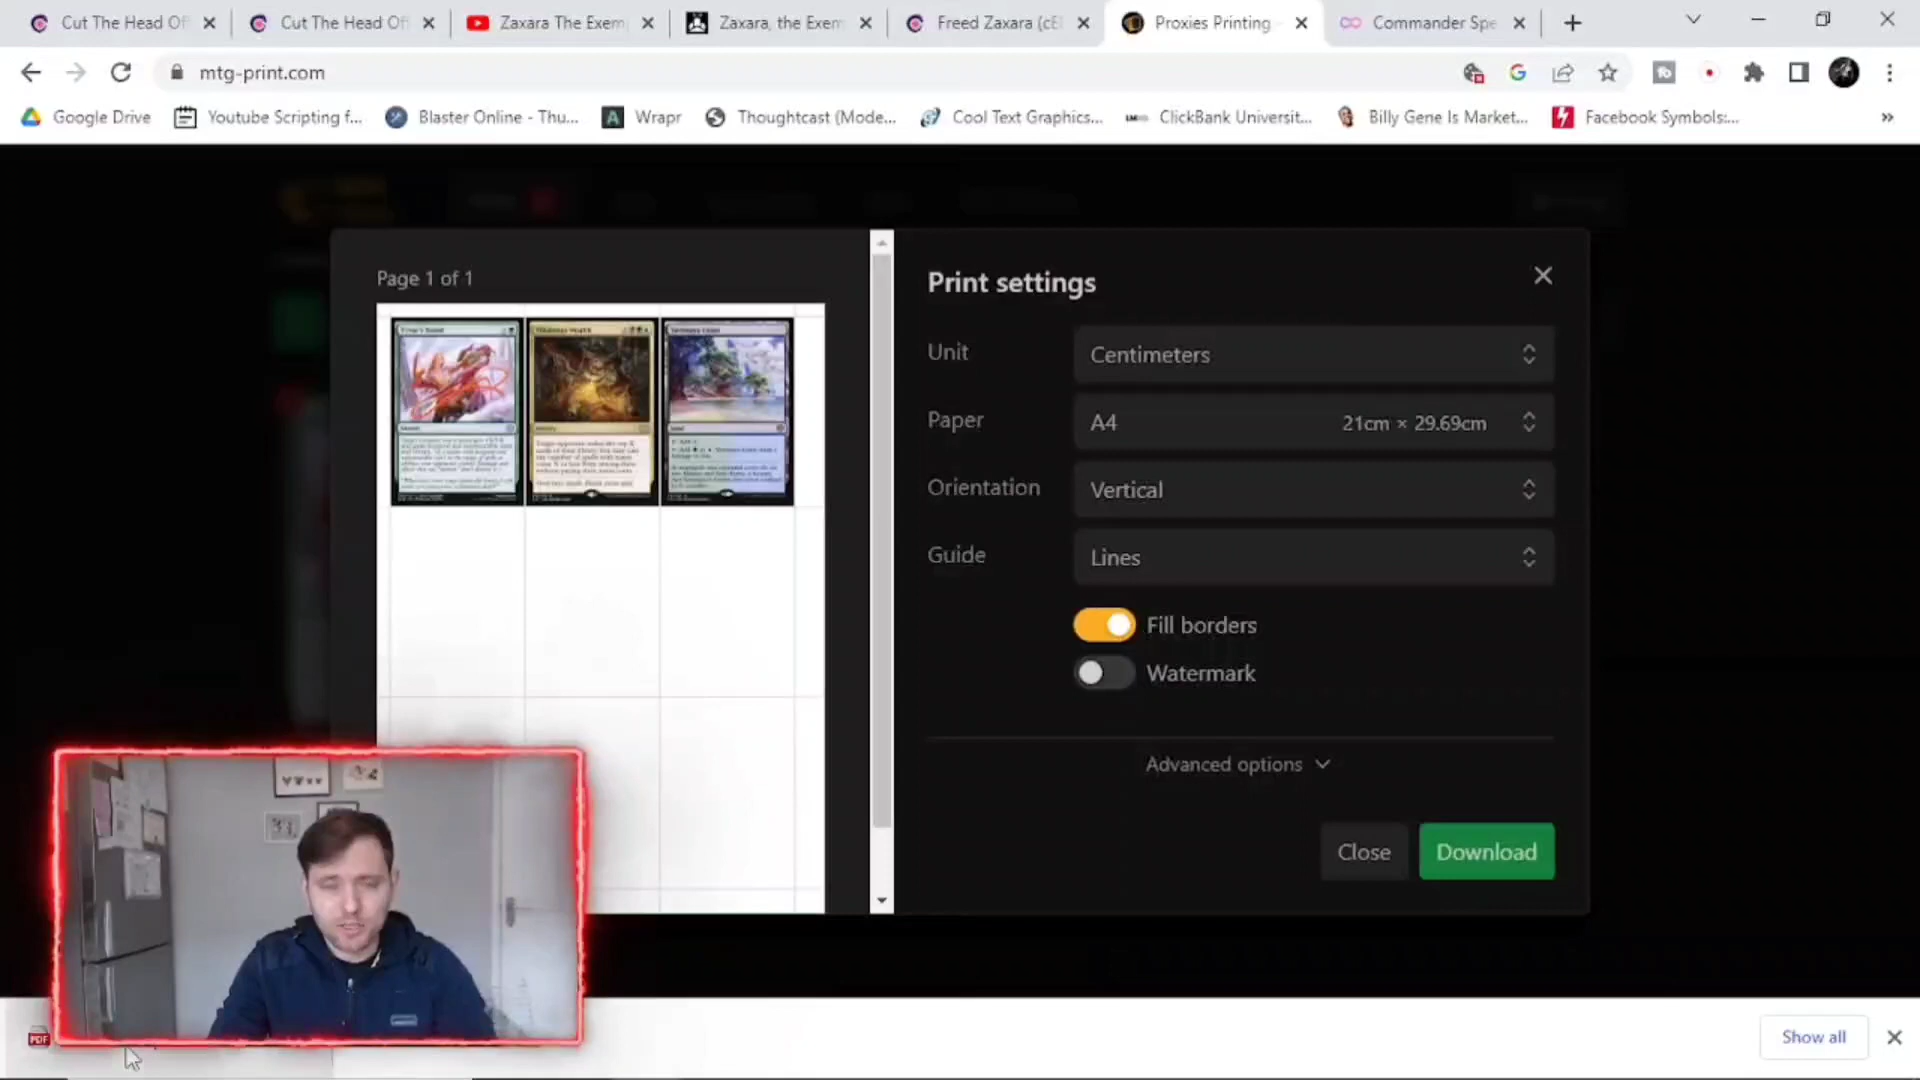 Cut The Head Of
Cut The Head Of
Zaxara The Exem
Zaxara, the Exem
Freed Zaxara (cE
Proxies Printing
Commander Spe
mtg-print.com
Google Drive
Youtube Scripting f...
Blaster Online - Thu...
A Wrapr
Thoughtcast (Mode...
Cool Text Graphics...
ClickBank Universit...
Billy Gene Is Market...
Facebook Symbols:...
Page 1 of 1
Print settings
Unit
Centimeters
Paper
A4
21cm × 29.69cm
Orientation
Vertical
Guide
Lines
Fill borders
Watermark
Advanced options
Close
Download
PDF
Show all